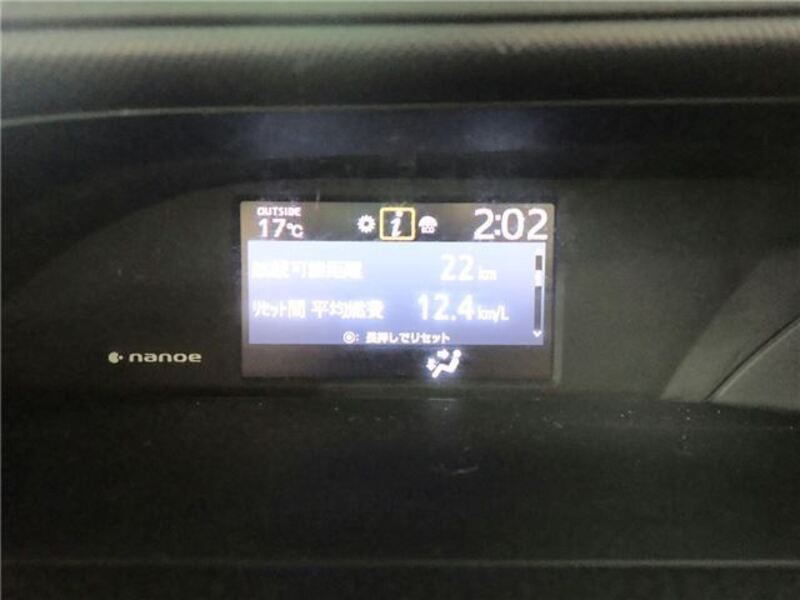 OUTSIDE
17℃
i
ECO
2:02
航続可能距離 22 km
リセット間 平均燃費 12.4 km/L
◉: 長押しでリセット
nanoe